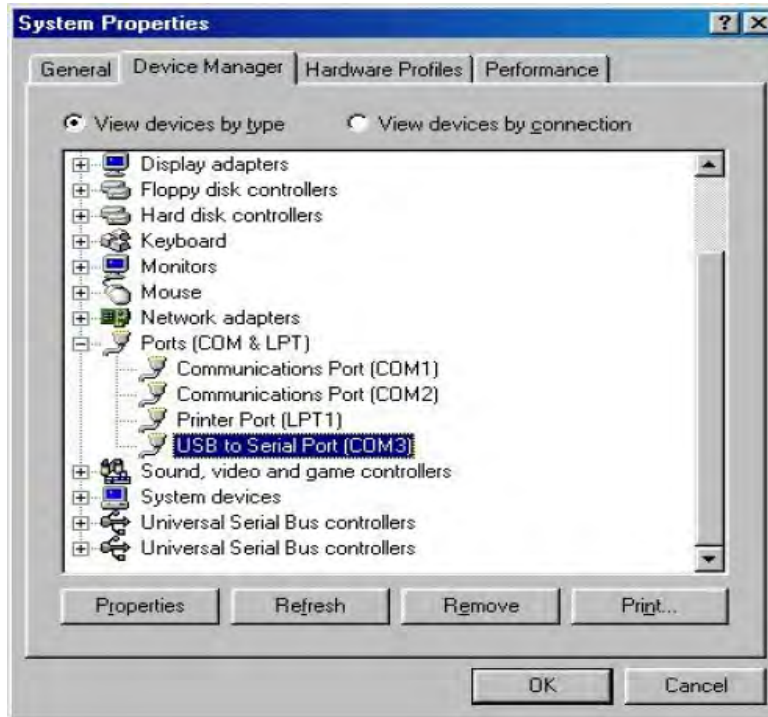 System Properties
General Device Manager Hardware Profiles Performance
View devices by type View devices by connection
Display adapters
Floppy disk controllers
Hard disk controllers
Keyboard
Monitors
Mouse
Network adapters
Ports (COM & LPT)
Communications Port (COM1)
Communications Port (COM2)
Printer Port (LPT1)
USB to Serial Port (COM3)
Sound, video and game controllers
System devices
Universal Serial Bus controllers
Universal Serial Bus controllers
Properties Refresh Remove Print...
OK Cancel